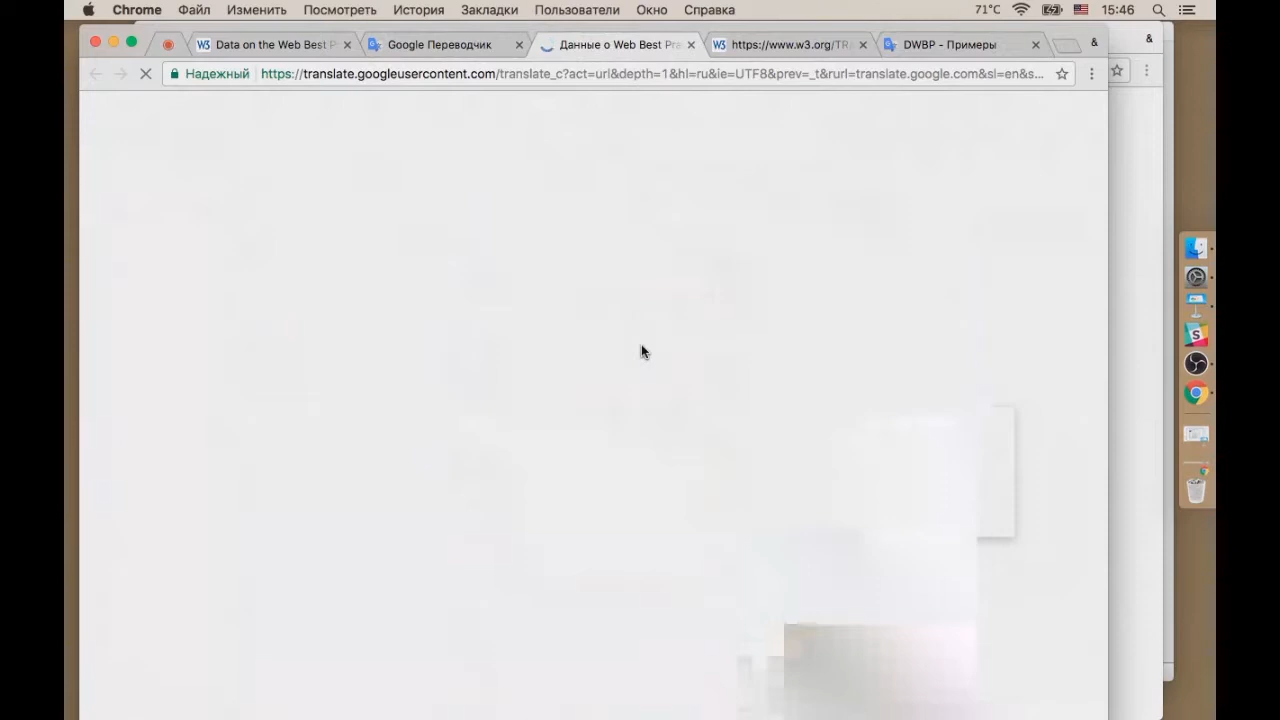 Chrome Файл Изменить Посмотреть История Закладки Пользователи Окно Справка 71°C 15:46
Data on the Web Best P Google Переводчик Данные о Web Best Pra https://www.w3.org/TR DWBP - Примеры &
&
Надежный https://translate.googleusercontent.com/translate_c?act=url&depth=1&hl=ru&ie=UTF8&prev=_t&rurl=translate.google.com&sl=en&s...